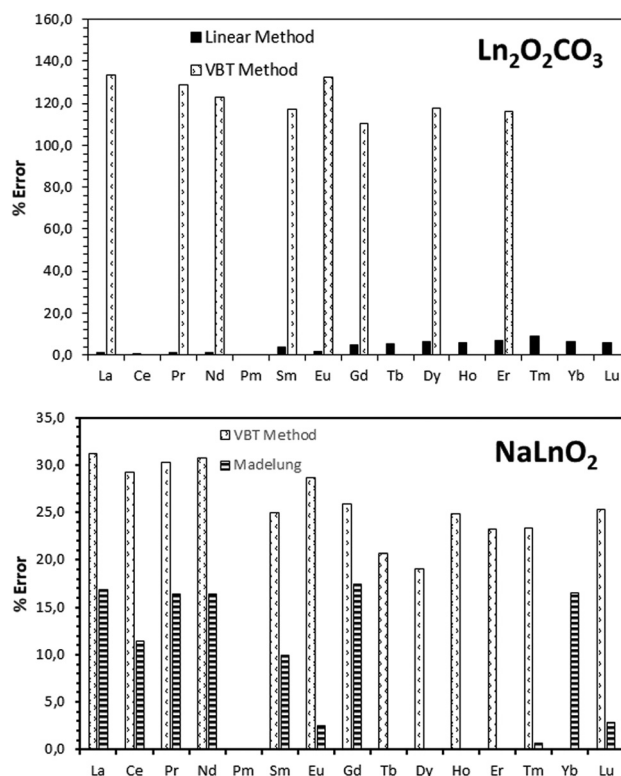 160,0
Linear Method
Ln₂O₂CO₃
140,0
VBT Method
120,0
100,0
80,0
60,0
40,0
20,0
0,0
% Error
La Ce Pr Nd Pm Sm Eu Gd Tb Dy Ho Er Tm Yb Lu
35,0
VBT Method
NaLnO₂
Madelung
30,0
25,0
20,0
15,0
10,0
5,0
0,0
% Error
La Ce Pr Nd Pm Sm Eu Gd Tb Dy Ho Er Tm Yb Lu